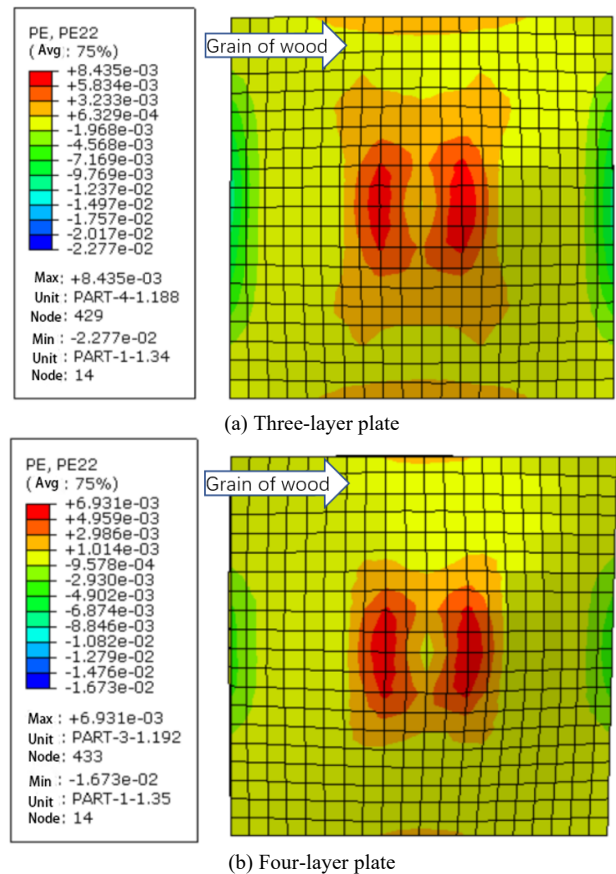 PE, PE22
(Avg: 75%)
+8.435e-03
+5.834e-03
+3.233e-03
+6.329e-04
-1.968e-03
-4.568e-03
-7.169e-03
-9.769e-03
-1.237e-02
-1.497e-02
-1.757e-02
-2.017e-02
-2.277e-02
Max: +8.435e-03
Unit: PART-4-1.188
Node: 429
Min : -2.277e-02
Unit: PART-1-1.34
Node: 14
Grain of wood
(a) Three-layer plate
PE, PE22
(Avg: 75%)
+6.931e-03
+4.959e-03
+2.986e-03
+1.014e-03
-9.578e-04
-2.930e-03
-4.902e-03
-6.874e-03
-8.846e-03
-1.082e-02
-1.279e-02
-1.476e-02
-1.673e-02
Max : +6.931e-03
Unit : PART-3-1.192
Node: 433
Min : -1.673e-02
Unit : PART-1-1.35
Node: 14
Grain of wood
(b) Four-layer plate